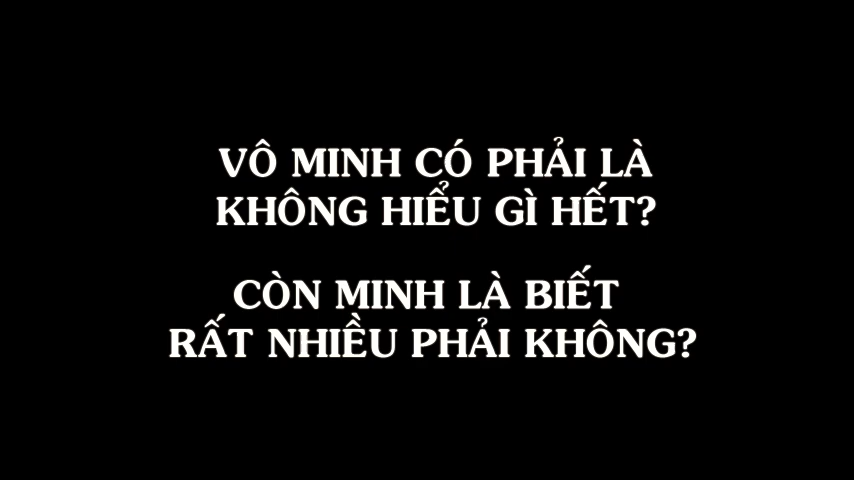 VÔ MINH CÓ PHẢI LÀ
KHÔNG HIỂU GÌ HẾT?
CÒN MINH LÀ BIẾT
RẤT NHIỀU PHẢI KHÔNG?